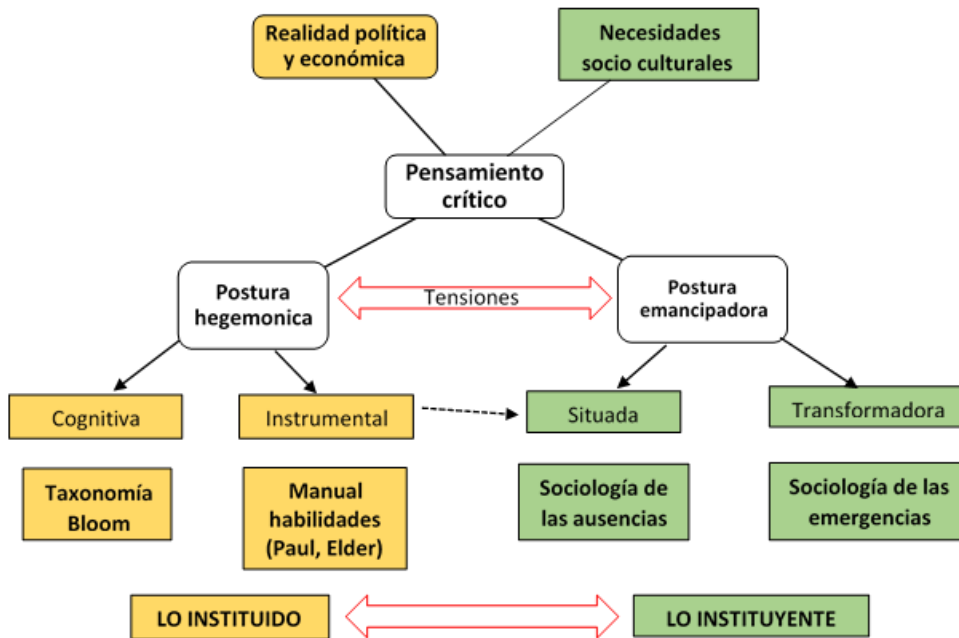 Realidad política
y económica
Necesidades
socio culturales
Pensamiento
crítico
Postura
hegemonica
Tensiones
Postura
emancipadora
Cognitiva
Instrumental
Situada
Transformadora
Taxonomía
Bloom
Manual
habilidades
(Paul, Elder)
Sociología de
las ausencias
Sociología de las
emergencias
LO INSTITUIDO
LO INSTITUYENTE